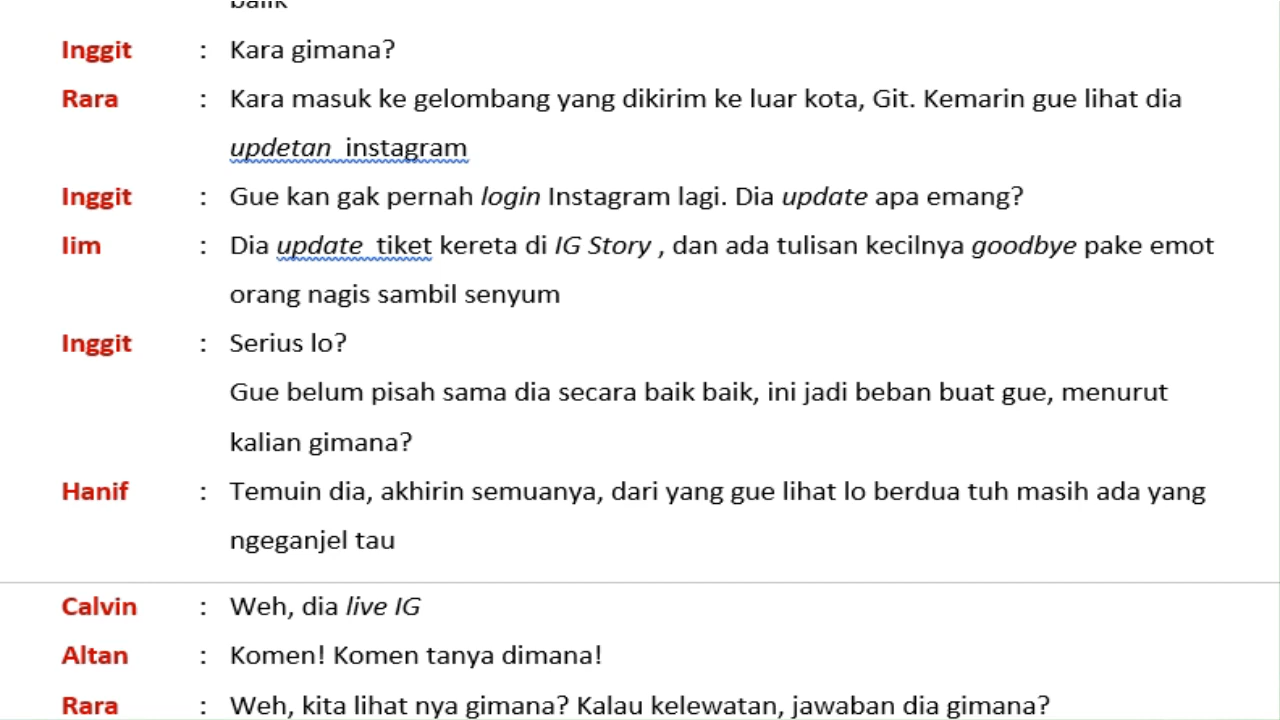 balik
Inggit : Kara gimana?
Rara : Kara masuk ke gelombang yang dikirim ke luar kota, Git. Kemarin gue lihat dia
updetan instagram
Inggit : Gue kan gak pernah login Instagram lagi. Dia update apa emang?
Iim : Dia update tiket kereta di IG Story , dan ada tulisan kecilnya goodbye pake emot
orang nagis sambil senyum
Inggit : Serius lo?
Gue belum pisah sama dia secara baik baik, ini jadi beban buat gue, menurut
kalian gimana?
Hanif : Temuin dia, akhirin semuanya, dari yang gue lihat lo berdua tuh masih ada yang
ngeganjel tau
Calvin : Weh, dia live IG
Altan : Komen! Komen tanya dimana!
Rara : Weh, kita lihat nya gimana? Kalau kelewatan, jawaban dia gimana?